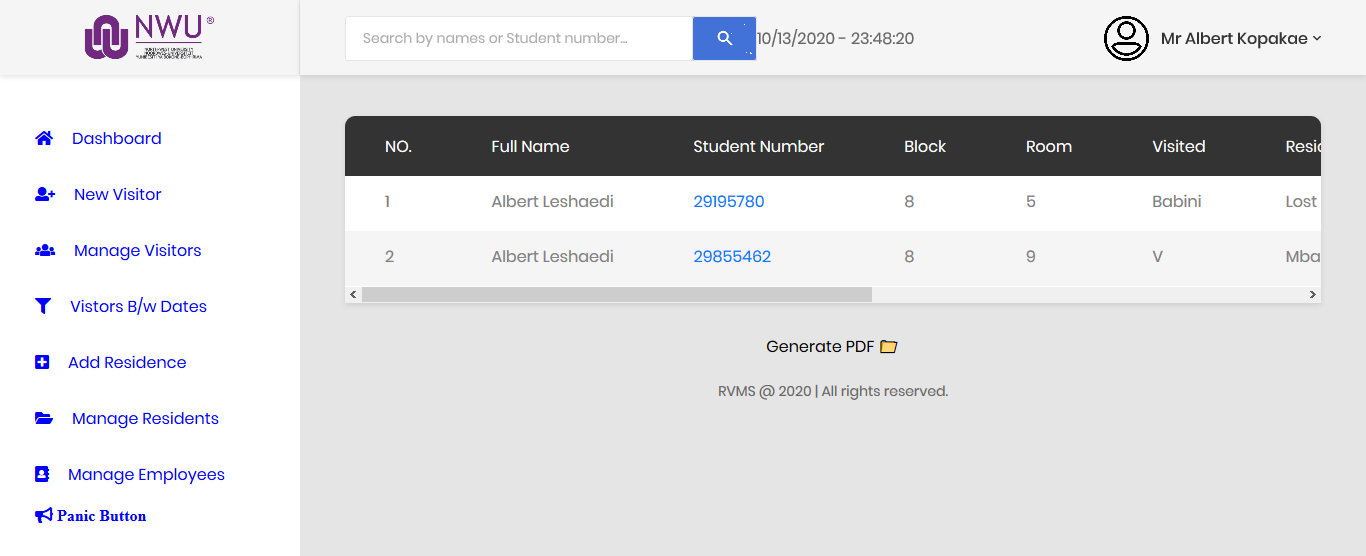 NWU ®
Search by names or Student number...
10/13/2020 - 23:48:20
Mr Albert Kopakae
Dashboard
New Visitor
Manage Visitors
Vistors B/w Dates
Add Residence
Manage Residents
Manage Employees
Panic Button
NO. Full Name Student Number Block Room Visited
1 Albert Leshaedi 29195780 8 5 Babini Lost
2 Albert Leshaedi 29855462 8 9 V Mba
Generate PDF
RVMS @ 2020 | All rights reserved.